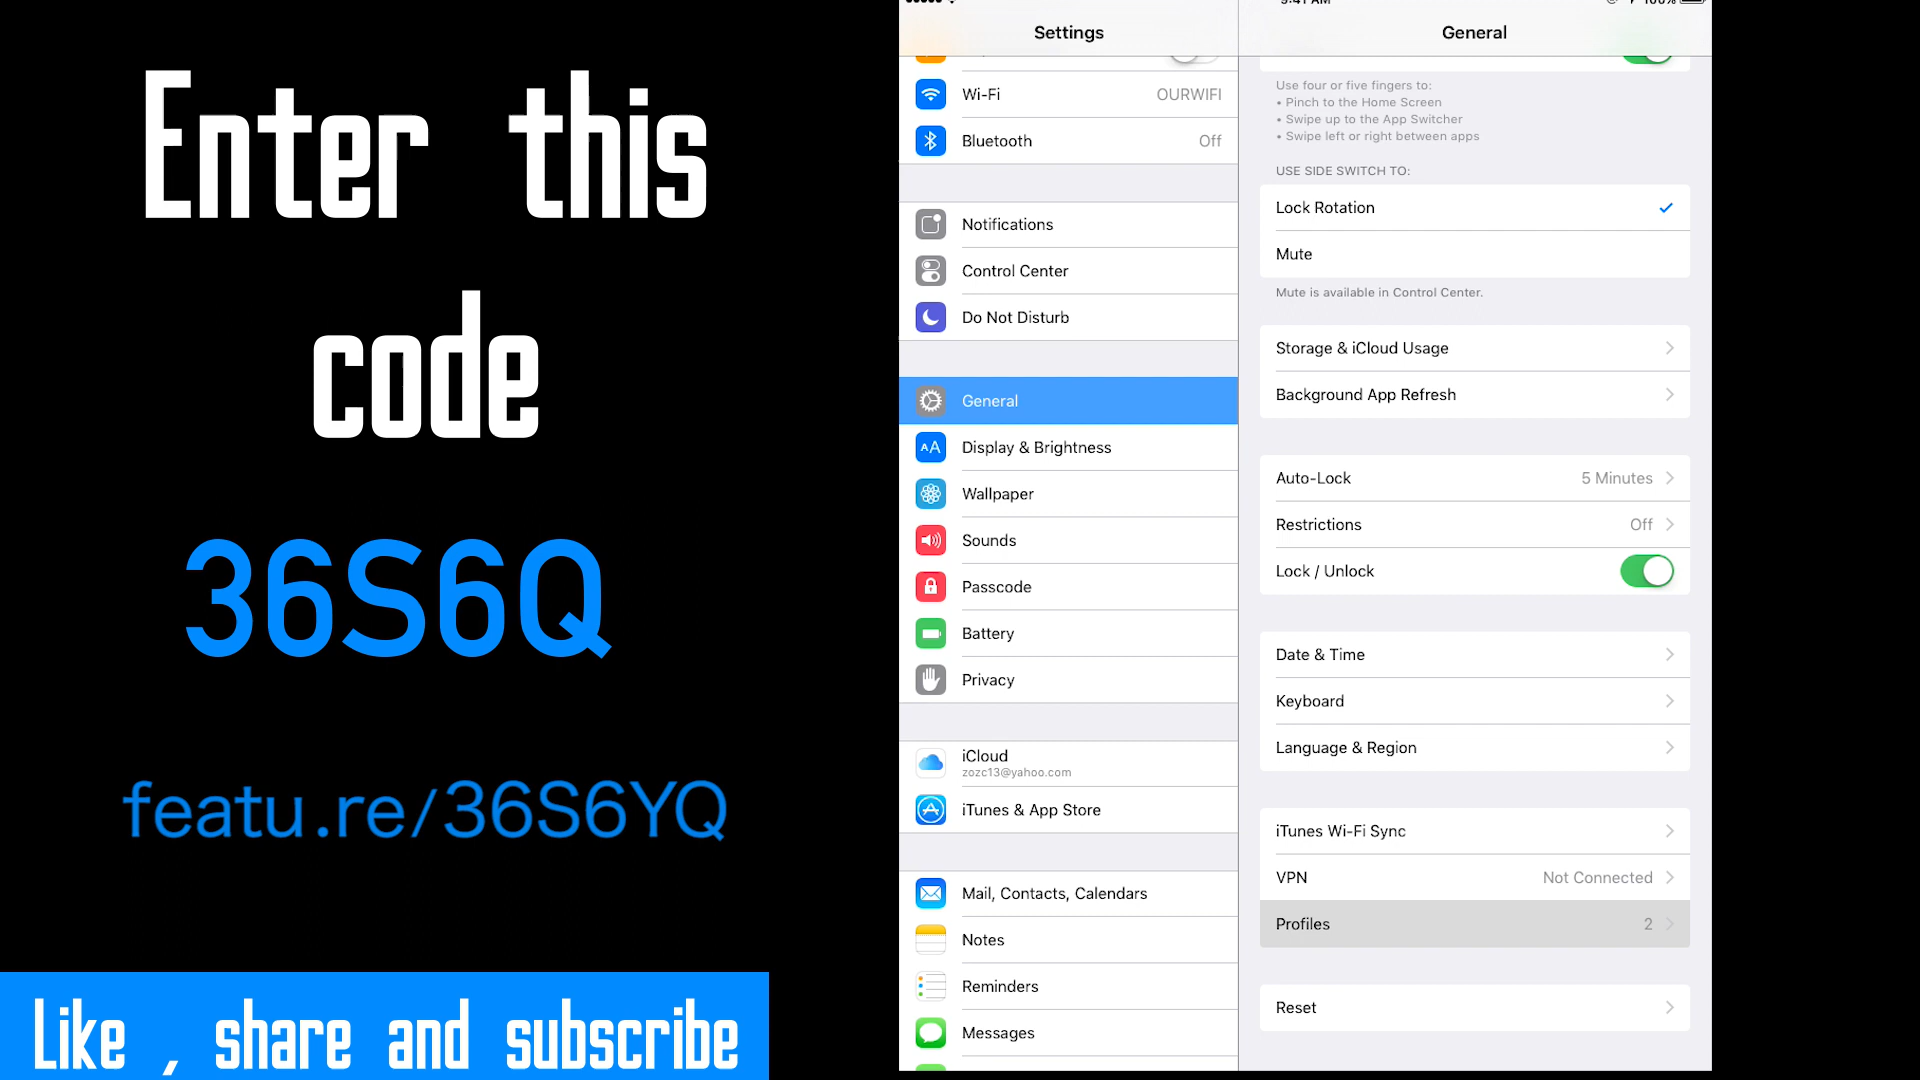 Enter this
code
36S6Q
featu.re/36S6YQ
Like , share and subscribe
Settings
Wi-Fi OURWIFI
Bluetooth Off
Notifications
Control Center
Do Not Disturb
General
Display & Brightness
Wallpaper
Sounds
Passcode
Battery
Privacy
iCloud
zozc13@yahoo.com
iTunes & App Store
Mail, Contacts, Calendars
Notes
Reminders
Messages
General
Use four or five fingers to:
• Pinch to the Home Screen
• Swipe up to the App Switcher
• Swipe left or right between apps
USE SIDE SWITCH TO:
Lock Rotation
Mute
Mute is available in Control Center.
Storage & iCloud Usage
Background App Refresh
Auto-Lock 5 Minutes
Restrictions Off
Lock / Unlock
Date & Time
Keyboard
Language & Region
iTunes Wi-Fi Sync
VPN Not Connected
Profiles 2
Reset